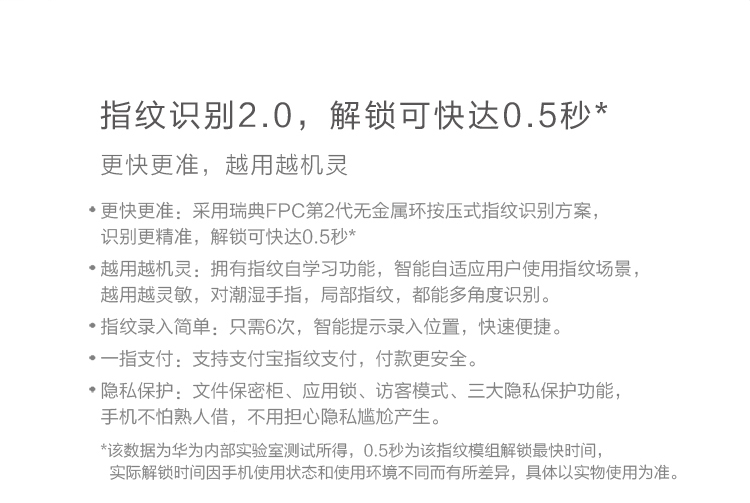 指纹识别2.0，解锁可快达0.5秒*
更快更准，越用越机灵
•更快更准：采用瑞典FPC第2代无金属环按压式指纹识别方案，
识别更精准，解锁可快达0.5秒*
•越用越机灵：拥有指纹自学习功能，智能自适应用户使用指纹场景，
越用越灵敏，对潮湿手指，局部指纹，都能多角度识别。
•指纹录入简单：只需6次，智能提示录入位置，快速便捷。
•一指支付：支持支付宝指纹支付，付款更安全。
•隐私保护：文件保密柜、应用锁、访客模式、三大隐私保护功能，
手机不怕熟人借，不用担心隐私尴尬产生。
*该数据为华为内部实验室测试所得，0.5秒为该指纹模组解锁最快时间，
实际解锁时间因手机使用状态和使用环境不同而有所差异，具体以实物使用为准。